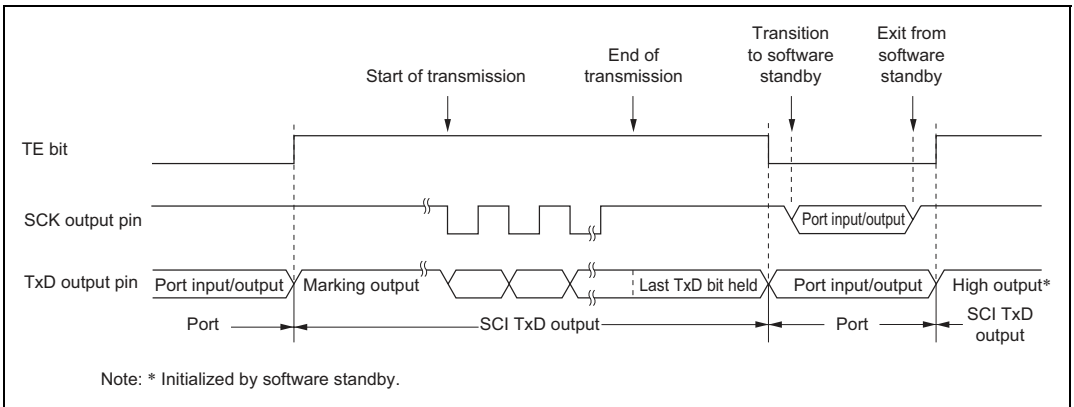 Start of transmission
End of
transmission
Transition
to software
standby
Exit from
software
standby
TE bit
SCK output pin
Port input/output
TxD output pin
Port input/output
Marking output
Last TxD bit held
Port input/output
High output*
Port
SCI TxD output
Port
SCI TxD
output
Note: * Initialized by software standby.